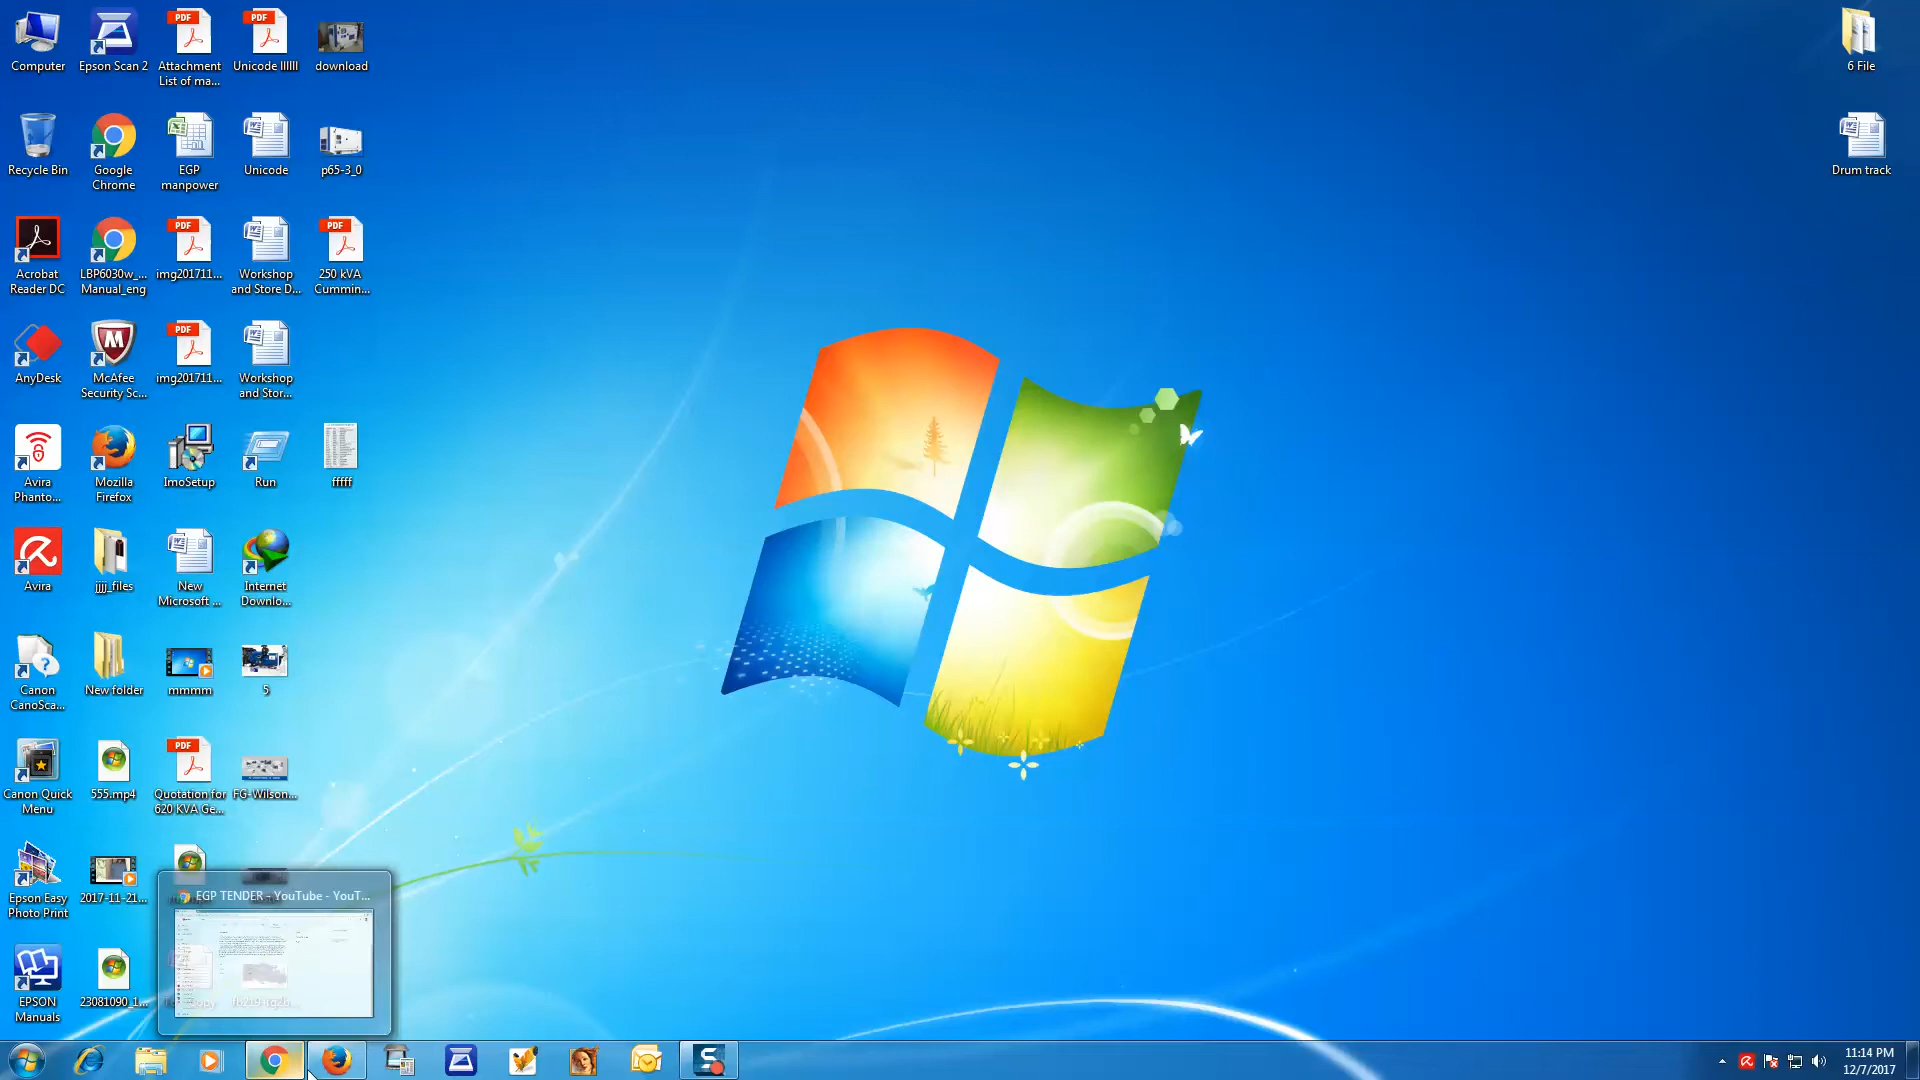 Computer
Epson Scan 2
Attachment
List of ma...
Unicode llllll
download
6 File
Recycle Bin
Google
Chrome
EGP
manpower
Unicode
p65-3_0
Drum track
Acrobat
Reader DC
LBP6030w_...
Manual_eng
img201711...
Workshop
and Store D...
250 kVA
Cummin...
AnyDesk
McAfee
Security Sc...
img201711...
Workshop
and Stor...
Avira
Phanto...
Mozilla
Firefox
ImoSetup
Run
fffff
Avira
jjjj_files
New
Microsoft ...
Internet
Downlo...
Canon
CanoSca...
New folder
mmmm
5
Canon Quick
Menu
555.mp4
Quotation for
620 KVA Ge...
FG-Wilson...
Epson Easy
Photo Print
2017-11-21...
EGP TENDER - YouTube - YouT...
EPSON
Manuals
23081090_1...
11:14 PM
12/7/2017